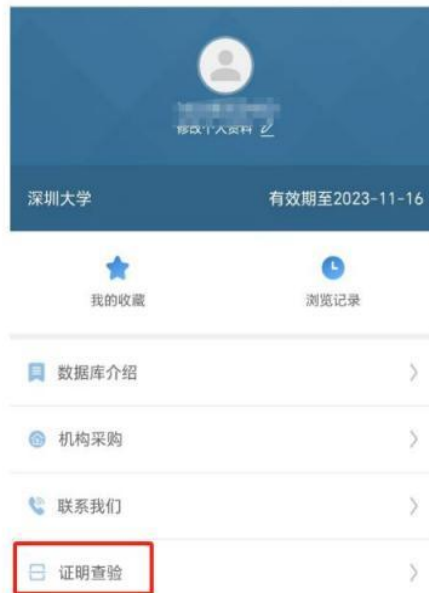 修改个人资料
深圳大学
有效期至2023-11-16
我的收藏
浏览记录
数据库介绍
机构采购
联系我们
证明查验